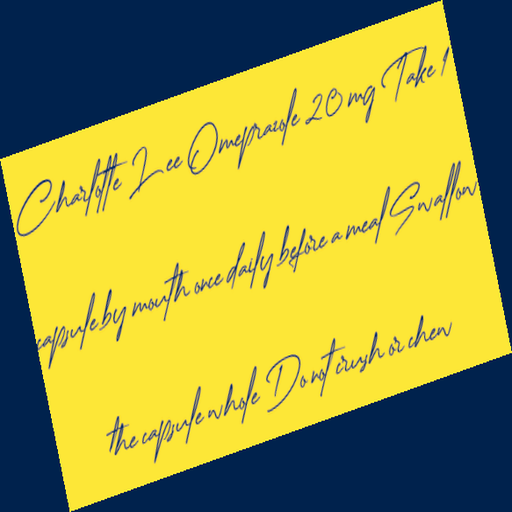 Charlotte Lee Omeprazole 20 mg Take 1
capsule by mouth once daily before a meal Swallow
the capsule whole Do not crush or chew